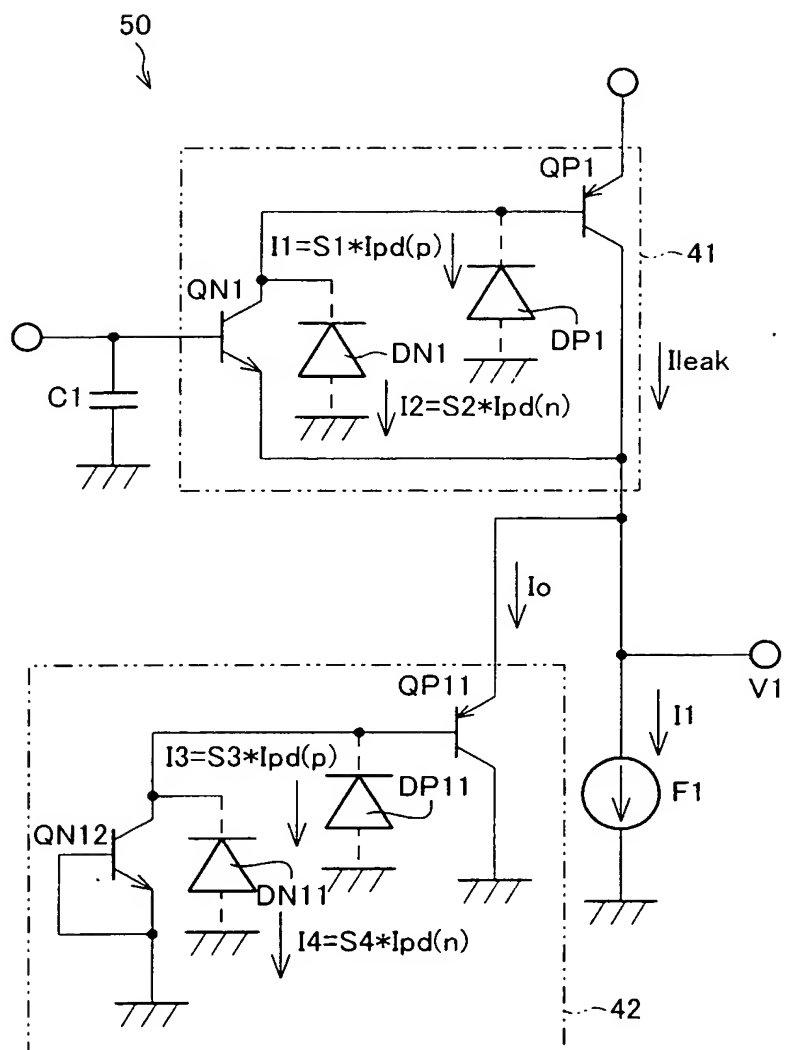 50
QP1
I1=S1*Ipd(p)
41
QN1
DN1
DP1
Ileak
C1
I2=S2*Ipd(n)
Io
QP11
V1
I3=S3*Ipd(p)
I1
DP11
F1
QN12
DN11
I4=S4*Ipd(n)
42